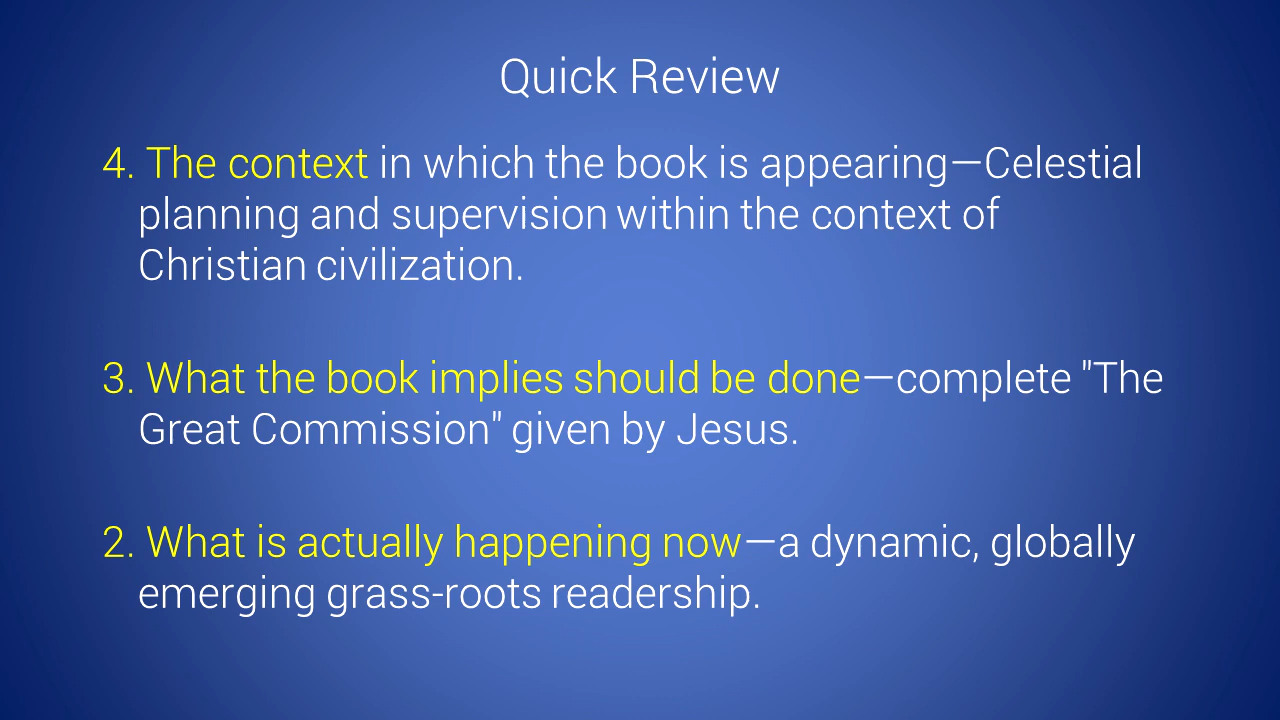 Quick Review
4. The context in which the book is appearing—Celestial
planning and supervision within the context of
Christian civilization.
3. What the book implies should be done—complete "The
Great Commission" given by Jesus.
2. What is actually happening now—a dynamic, globally
emerging grass-roots readership.